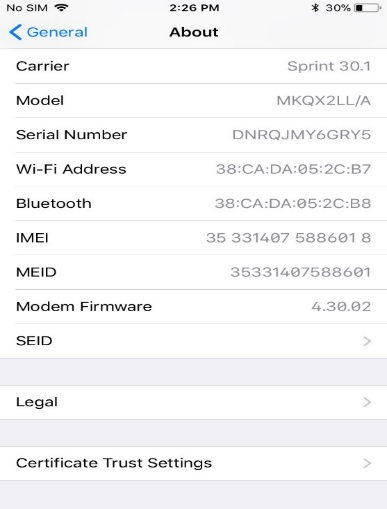 No SIM 2:26 PM 30%
General About
Carrier Sprint 30.1
Model MKQX2LL/A
Serial Number DNRQJMY6GRY5
Wi-Fi Address 38:CA:DA:05:2C:B7
Bluetooth 38:CA:DA:05:2C:B8
IMEI 35 331407 588601 8
MEID 35331407588601
Modem Firmware 4.30.02
SEID
Legal
Certificate Trust Settings